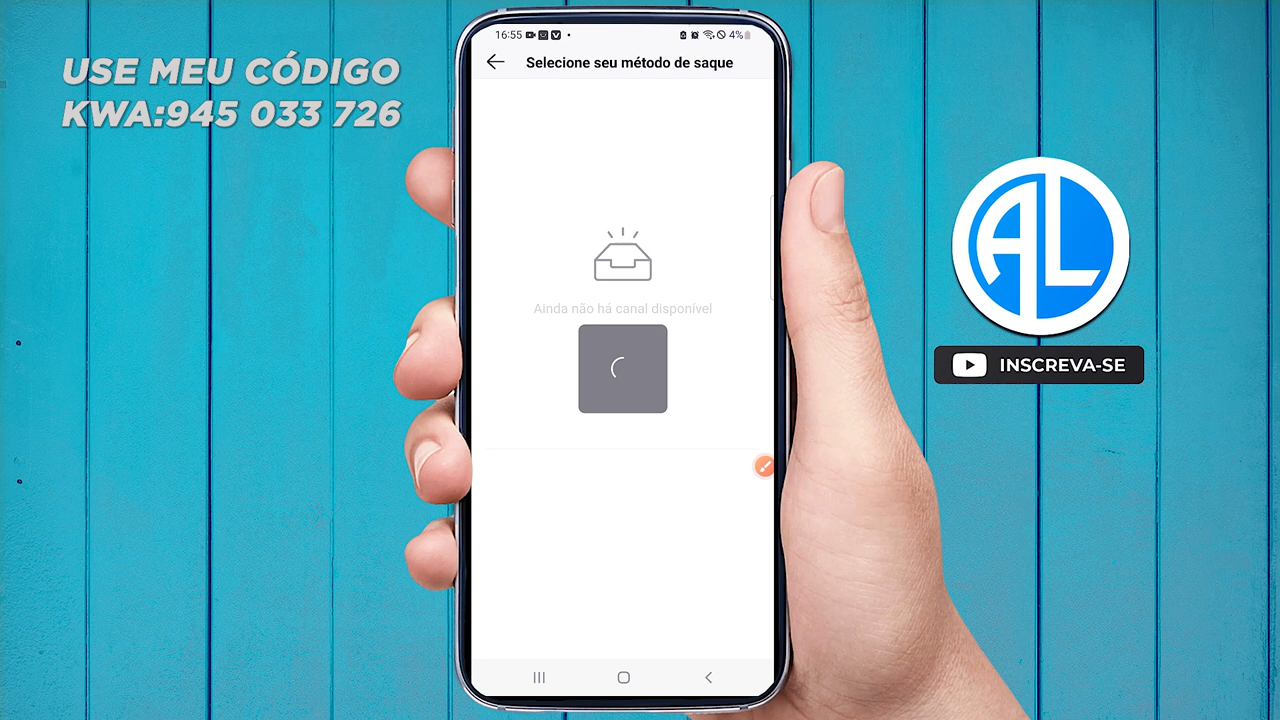 USE MEU CÓDIGO
KWA:945 033 726
16:55
4%
Selecione seu método de saque
Ainda não há canal disponível
AL
INSCREVA-SE